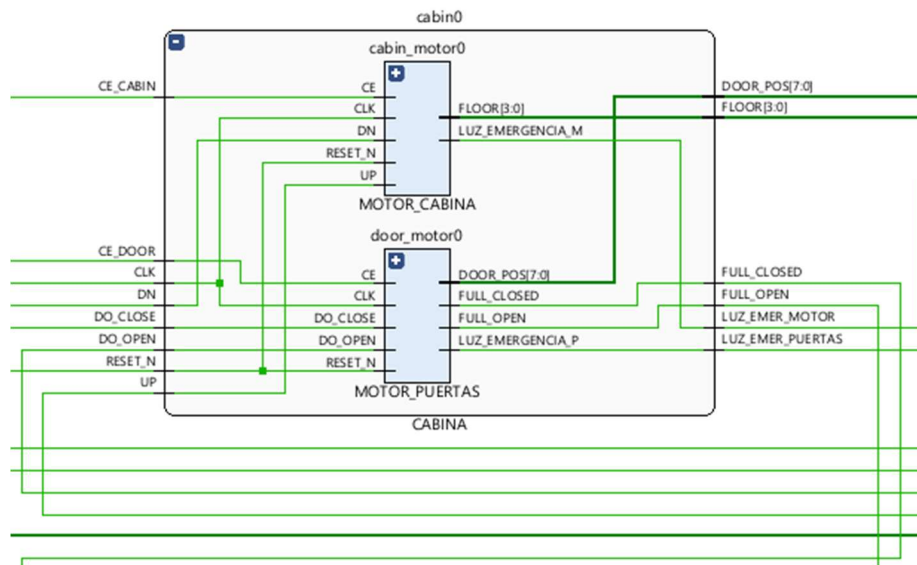 cabin0
cabin_motor0
CE_CABIN
CE
CLK
DN
RESET_N
UP
FLOOR[3:0]
LUZ_EMERGENCIA_M
MOTOR_CABINA
DOOR_POS[7:0]
FLOOR[3:0]
door_motor0
CE_DOOR
CLK
DN
DO_CLOSE
DO_OPEN
RESET_N
UP
CE
CLK
DO_CLOSE
DO_OPEN
RESET_N
DOOR_POS[7:0]
FULL_CLOSED
FULL_OPEN
LUZ_EMERGENCIA_P
MOTOR_PUERTAS
FULL_CLOSED
FULL_OPEN
LUZ_EMER_MOTOR
LUZ_EMER_PUERTAS
CABINA